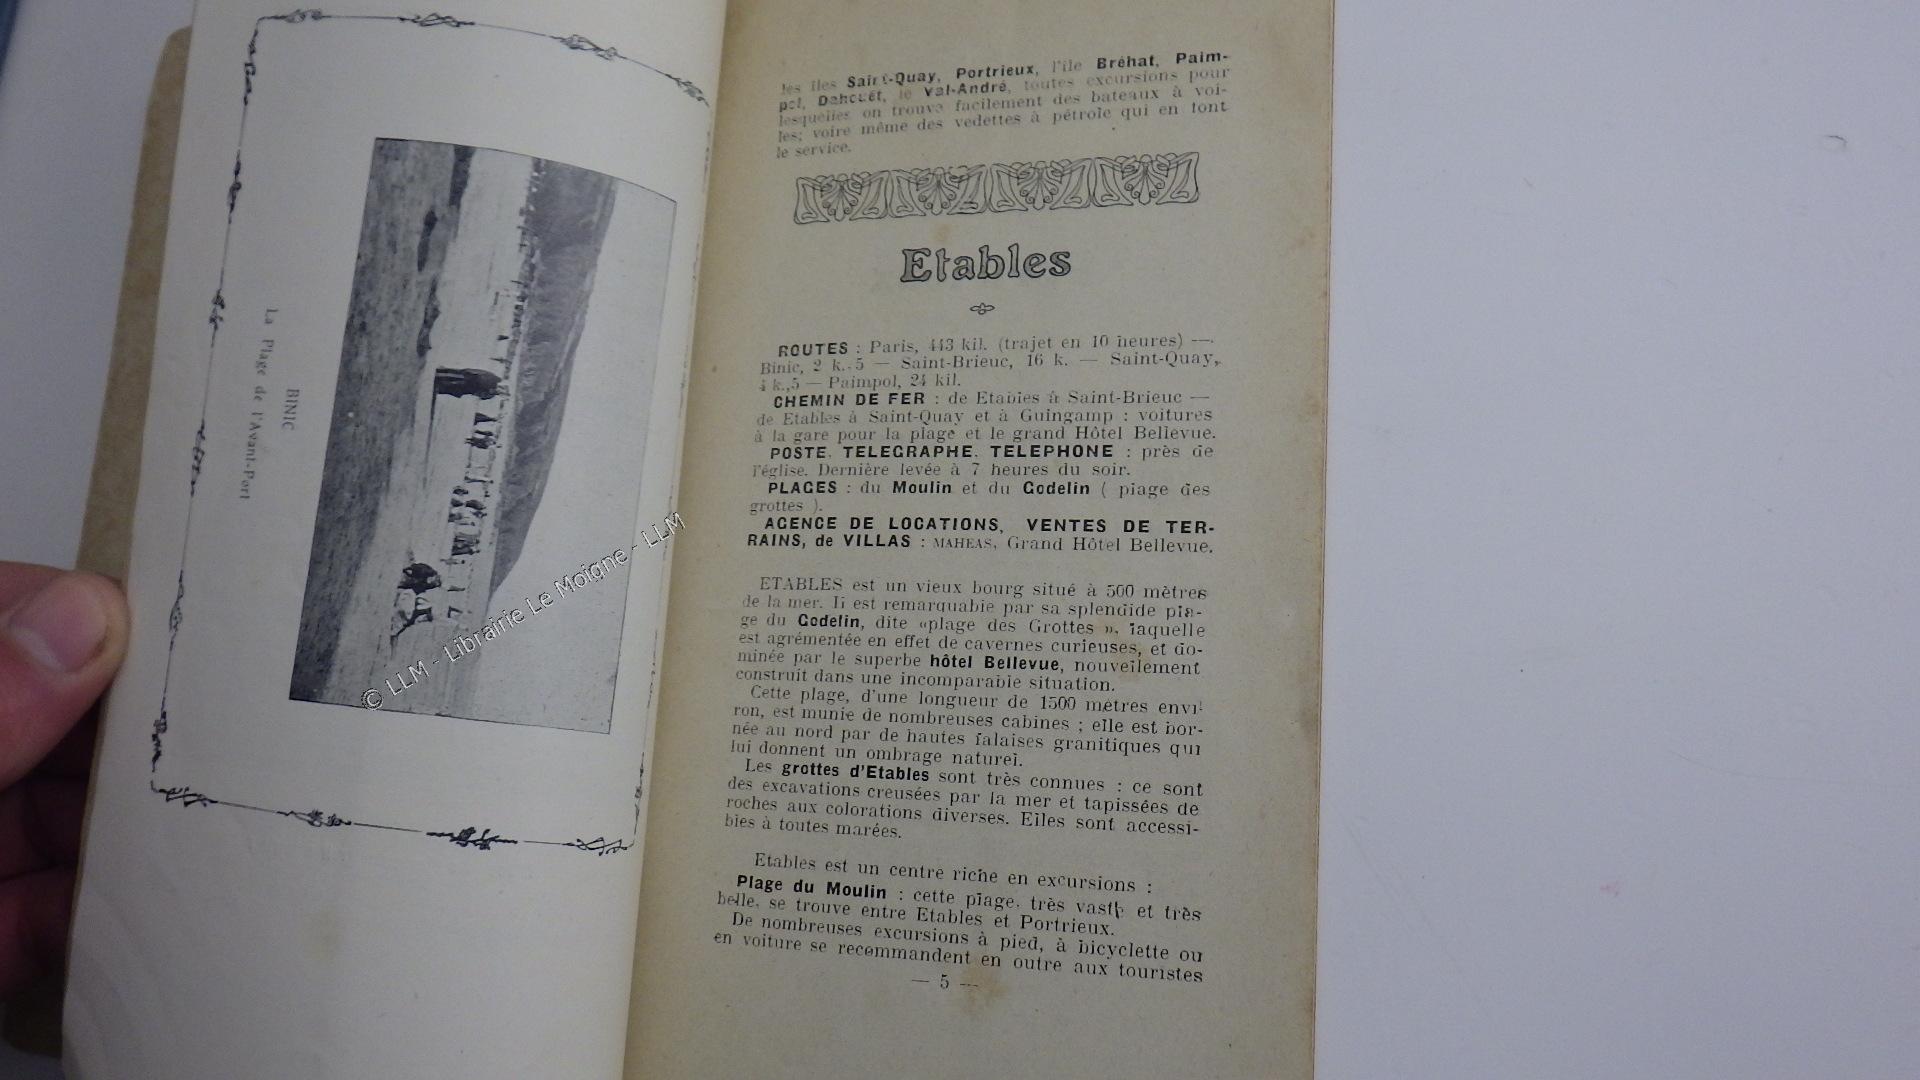 BINIC
La Plage de l'Avant-Port
© LLM - Librairie Le Moigne - LLM
les îles Saint-Quay, Portrieux, l'île Bréhat, Paim-
pol, Dahouët, le Val-André, toutes excursions pour
lesquelles on trouve facilement des bateaux à voi-
les; voire même des vedettes à pétrole qui en font
le service.
Etables
ROUTES : Paris, 443 kil. (trajet en 10 heures) —
Binic, 2 k. 5 — Saint-Brieuc, 16 k. — Saint-Quay,
4 k.,5 — Paimpol, 24 kil.
CHEMIN DE FER : de Etables à Saint-Brieuc —
de Etables à Saint-Quay et à Guingamp : voitures
à la gare pour la plage et le grand Hôtel Bellevue.
POSTE, TELEGRAPHE, TELEPHONE : près de
l'église. Dernière levée à 7 heures du soir.
PLAGES : du Moulin et du Godelin ( plage des
grottes ).
AGENCE DE LOCATIONS, VENTES DE TER-
RAINS, de VILLAS : MAHEAS, Grand Hôtel Bellevue.
ETABLES est un vieux bourg situé à 500 mètres
de la mer. Il est remarquable par sa splendide pla-
ge du Godelin, dite «plage des Grottes », laquelle
est agrémentée en effet de cavernes curieuses, et do-
minée par le superbe hôtel Bellevue, nouvellement
construit dans une incomparable situation.
Cette plage, d'une longueur de 1500 mètres envi-
ron, est munie de nombreuses cabines ; elle est bor-
née au nord par de hautes falaises granitiques qui
lui donnent un ombrage naturel.
Les grottes d'Etables sont très connues : ce sont
des excavations creusées par la mer et tapissées de
roches aux colorations diverses. Elles sont accessi-
bles à toutes marées.
Etables est un centre riche en excursions :
Plage du Moulin : cette plage, très vaste et très
belle, se trouve entre Etables et Portrieux.
De nombreuses excursions à pied, à bicyclette ou
en voiture se recommandent en outre aux touristes
— 5 —